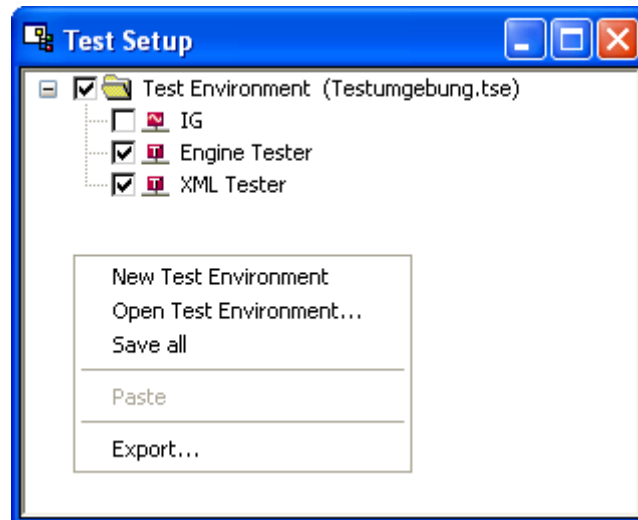 Test Setup
Test Environment (Testumgebung.tse)
IG
Engine Tester
XML Tester
New Test Environment
Open Test Environment...
Save all
Paste
Export...